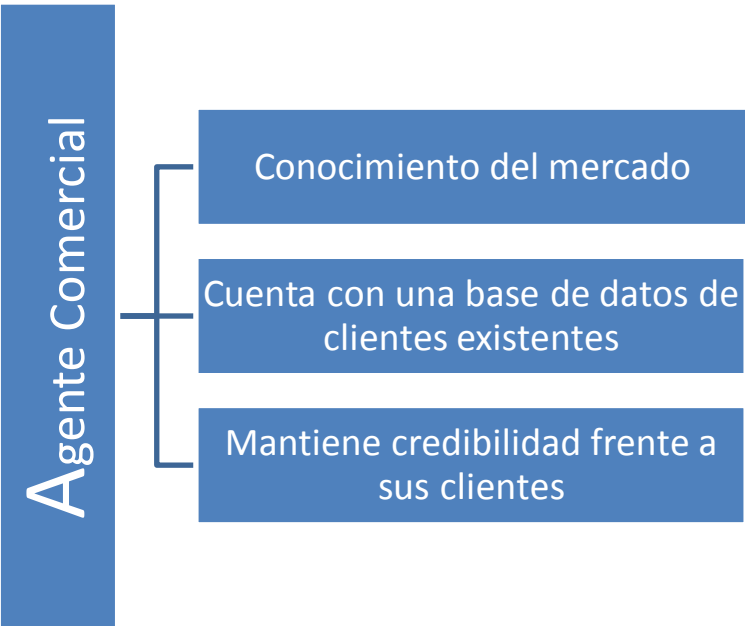 Agente Comercial
Conocimiento del mercado
Cuenta con una base de datos de
clientes existentes
Mantiene credibilidad frente a
sus clientes